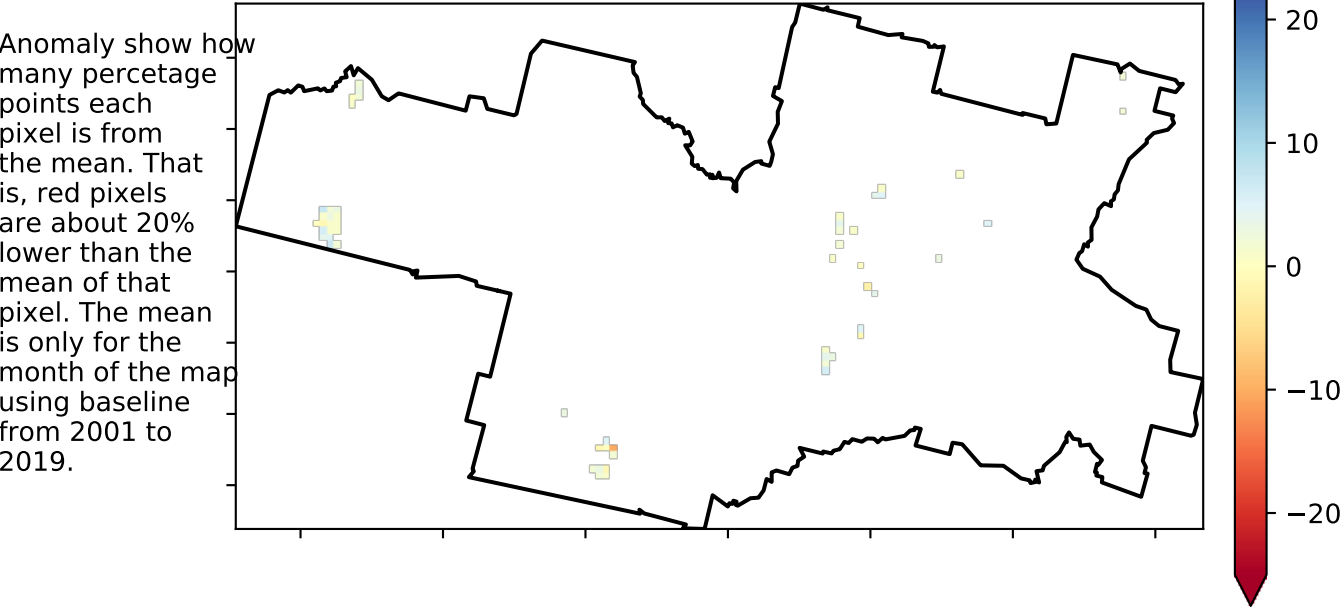 Anomaly show how
many percetage
points each
pixel is from
the mean. That
is, red pixels
are about 20%
lower than the
mean of that
pixel. The mean
is only for the
month of the map
using baseline
from 2001 to
2019.
20
10
0
−10
−20